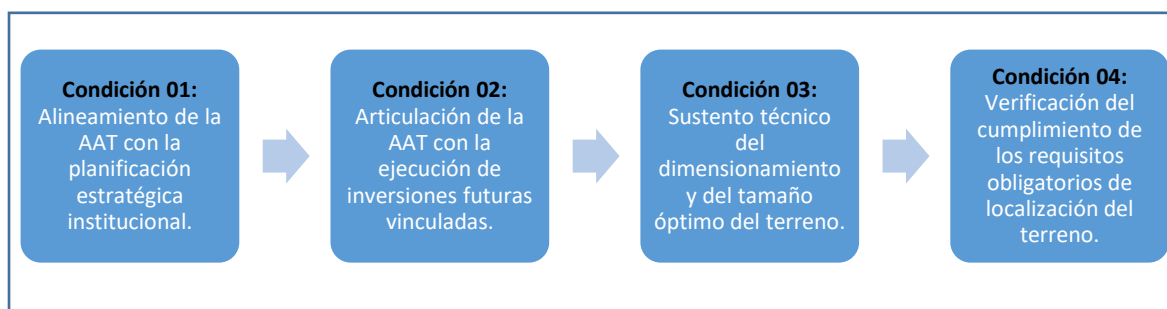 Condición 01:
Alineamiento de la
AAT con la
planificación
estratégica
institucional.
Condición 02:
Articulación de la
AAT con la
ejecución de
inversiones futuras
vinculadas.
Condición 03:
Sustento técnico
del
dimensionamiento
y del tamaño
óptimo del terreno.
Condición 04:
Verificación del
cumplimiento de
los requisitos
obligatorios de
localización del
terreno.